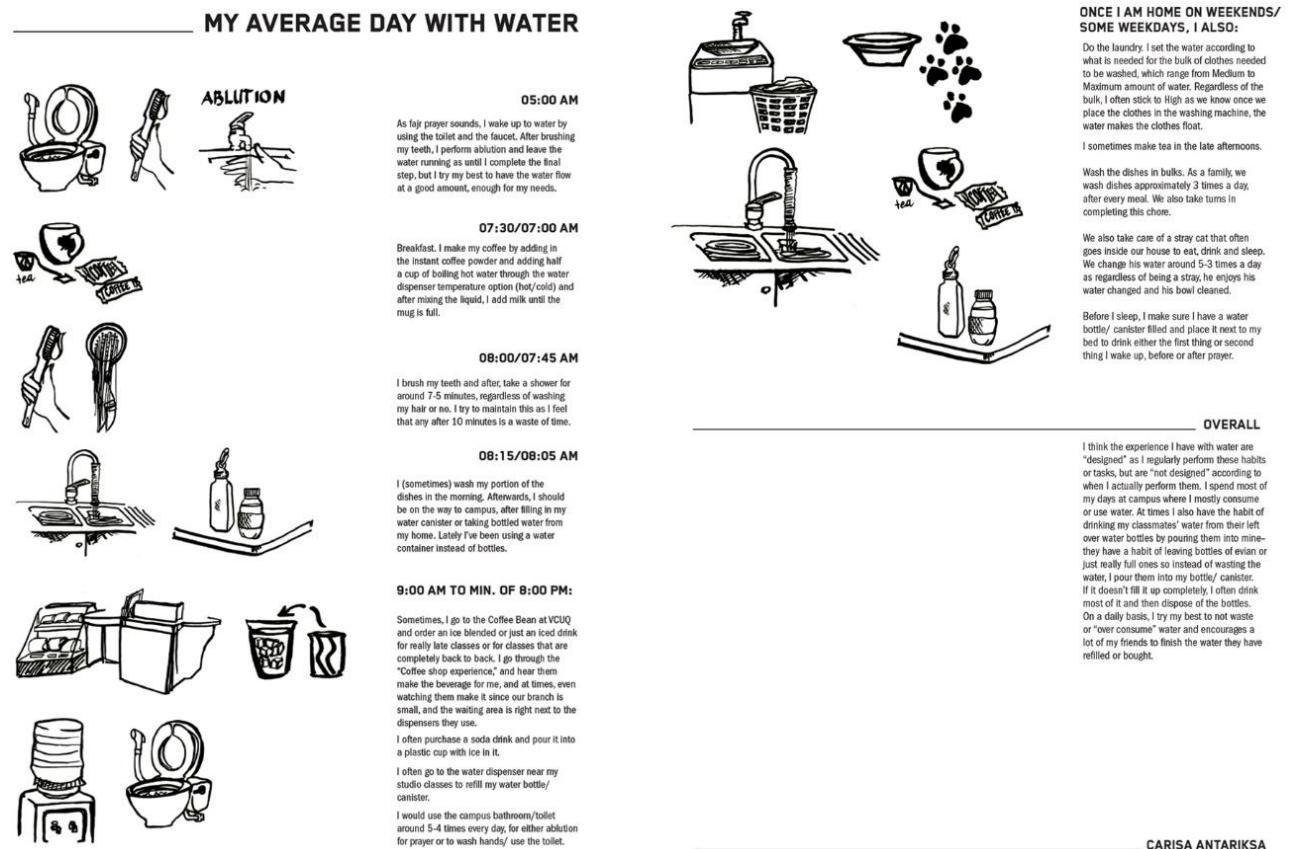 MY AVERAGE DAY WITH WATER
ABLUTION
05:00 AM
As fajr prayer sounds, I wake up to water by
using the toilet and the faucet. After brushing
my teeth, I perform ablution and leave the
water running as until I complete the final
step, but I try my best to have the water flow
at a good amount, enough for my needs.
07:30/07:00 AM
Breakfast. I make my coffee by adding in
the instant coffee powder and adding half
a cup of boiling hot water through the water
dispenser temperature option (hot/cold) and
after mixing the liquid, I add milk until the
mug is full.
tea
COFFEE
COFFEE
08:00/07:45 AM
I brush my teeth and after, take a shower for
around 7-5 minutes, regardless of washing
my hair or no. I try to maintain this as I feel
that any after 10 minutes is a waste of time.
08:15/08:05 AM
I (sometimes) wash my portion of the
dishes in the morning. Afterwards, I should
be on the way to campus, after filling in my
water canister or taking bottled water from
my home. Lately I've been using a water
container instead of bottles.
9:00 AM TO MIN. OF 8:00 PM:
Sometimes, I go to the Coffee Bean at VCUQ
and order an ice blended or just an iced drink
for really late classes or for classes that are
completely back to back. I go through the
“Coffee shop experience,” and hear them
make the beverage for me, and at times, even
watching them make it since our branch is
small, and the waiting area is right next to the
dispensers they use.
I often purchase a soda drink and pour it into
a plastic cup with ice in it.
I often go to the water dispenser near my
studio classes to refill my water bottle/
canister.
I would use the campus bathroom/toilet
around 5-4 times every day, for either ablution
for prayer or to wash hands/ use the toilet.
ONCE I AM HOME ON WEEKENDS/
SOME WEEKDAYS, I ALSO:
Do the laundry. I set the water according to
what is needed for the bulk of clothes needed
to be washed, which range from Medium to
Maximum amount of water. Regardless of the
bulk, I often stick to High as we know once we
place the clothes in the washing machine, the
water makes the clothes float.
I sometimes make tea in the late afternoons.
tea
COFFEE
COFFEE
Wash the dishes in bulks. As a family, we
wash dishes approximately 3 times a day,
after every meal. We also take turns in
completing this chore.
We also take care of a stray cat that often
goes inside our house to eat, drink and sleep.
We change his water around 5-3 times a day
as regardless of being a stray, he enjoys his
water changed and his bowl cleaned.
Before I sleep, I make sure I have a water
bottle/ canister filled and place it next to my
bed to drink either the first thing or second
thing I wake up, before or after prayer.
OVERALL
I think the experience I have with water are
“designed” as I regularly perform these habits
or tasks, but are “not designed” according to
when I actually perform them. I spend most of
my days at campus where I mostly consume
or use water. At times I also have the habit of
drinking my classmates’ water from their left
over water bottles by pouring them into mine–
they have a habit of leaving bottles of evian or
just really full ones so instead of wasting the
water, I pour them into my bottle/ canister.
If it doesn’t fill it up completely, I often drink
most of it and then dispose of the bottles.
On a daily basis, I try my best to not waste
or “over consume” water and encourages a
lot of my friends to finish the water they have
refilled or bought.
CARISA ANTARIKSA